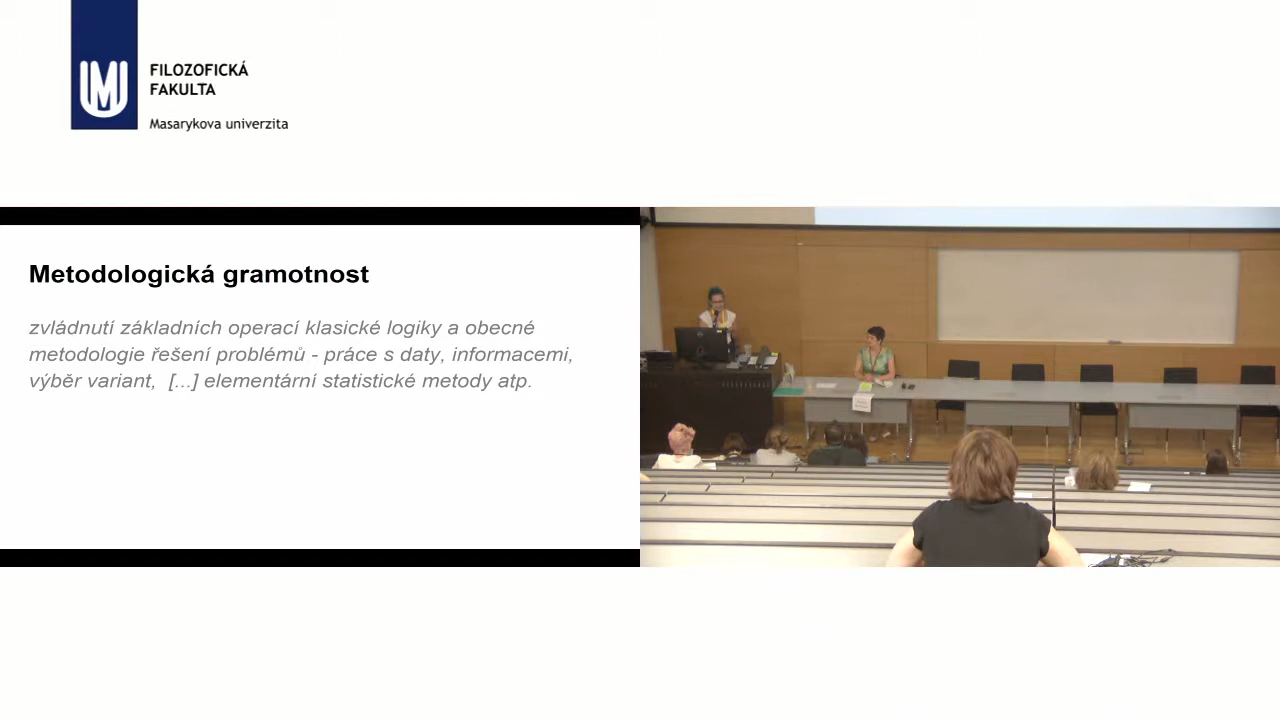 FILOZOFICKÁ
FAKULTA
Masarykova univerzita
Metodologická gramotnost
zvládnutí základních operací klasické logiky a obecné
metodologie řešení problémů - práce s daty, informacemi,
výběr variant, [...] elementární statistické metody atp.